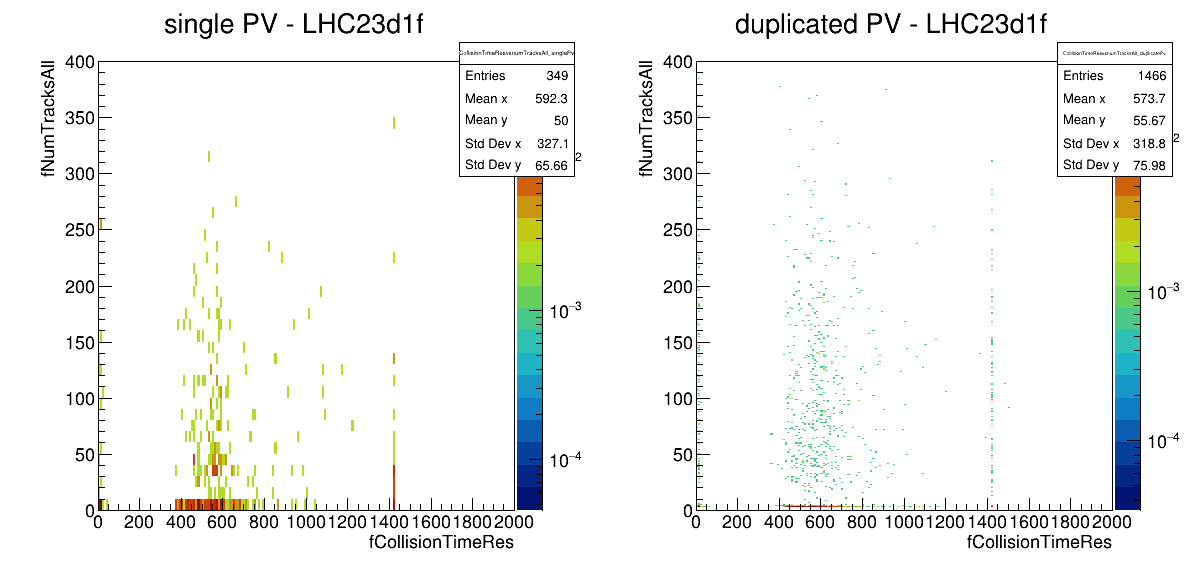 single PV - LHC23d1f
CollisionTimeResvsnumTracksAll_singlePV
Entries 349
Mean x 592.3
Mean y 50
Std Dev x 327.1
Std Dev y 65.66
fNumTracksAll
400
350
300
250
200
150
100
50
0
0 200 400 600 800 1000 1200 1400 1600 1800 2000
fCollisionTimeRes
2
10−3
10−4
duplicated PV - LHC23d1f
CollisionTimeResvsnumTracksAll_duplicatePV
Entries 1466
Mean x 573.7
Mean y 55.67
Std Dev x 318.8
Std Dev y 75.98
fNumTracksAll
400
350
300
250
200
150
100
50
0
0 200 400 600 800 1000 1200 1400 1600 1800 2000
fCollisionTimeRes
2
10−3
10−4